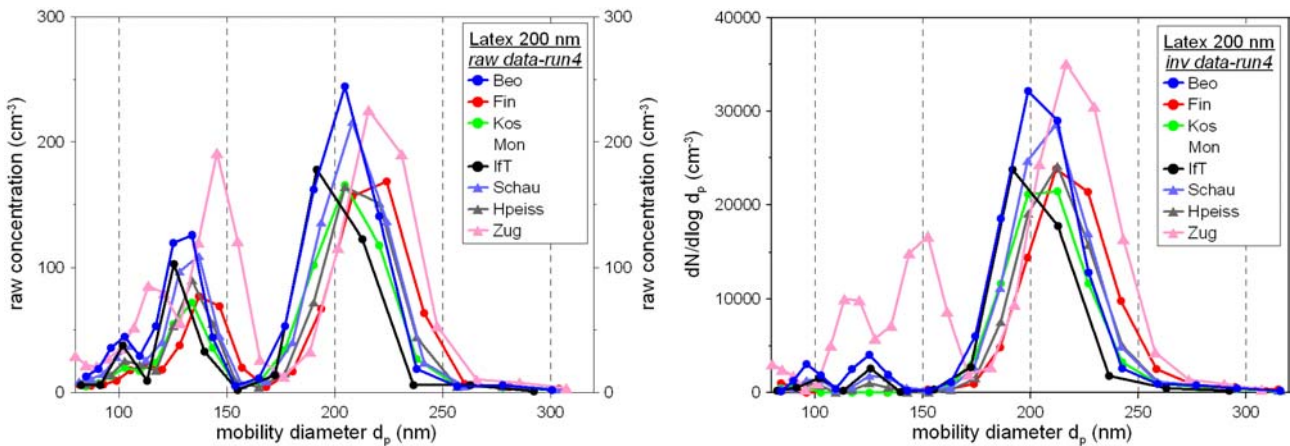 300
200
100
0
raw concentration (cm⁻³)
100
150
200
250
300
mobility diameter dₚ (nm)
300
200
100
0
raw concentration (cm⁻³)
Latex 200 nm
raw data-run4
Beo
Fin
Kos
Mon
IfT
Schau
Hpeiss
Zug
40000
30000
20000
10000
0
dN/dlog dₚ (cm⁻³)
100
150
200
250
300
mobility diameter dₚ (nm)
Latex 200 nm
inv data-run4
Beo
Fin
Kos
Mon
IfT
Schau
Hpeiss
Zug